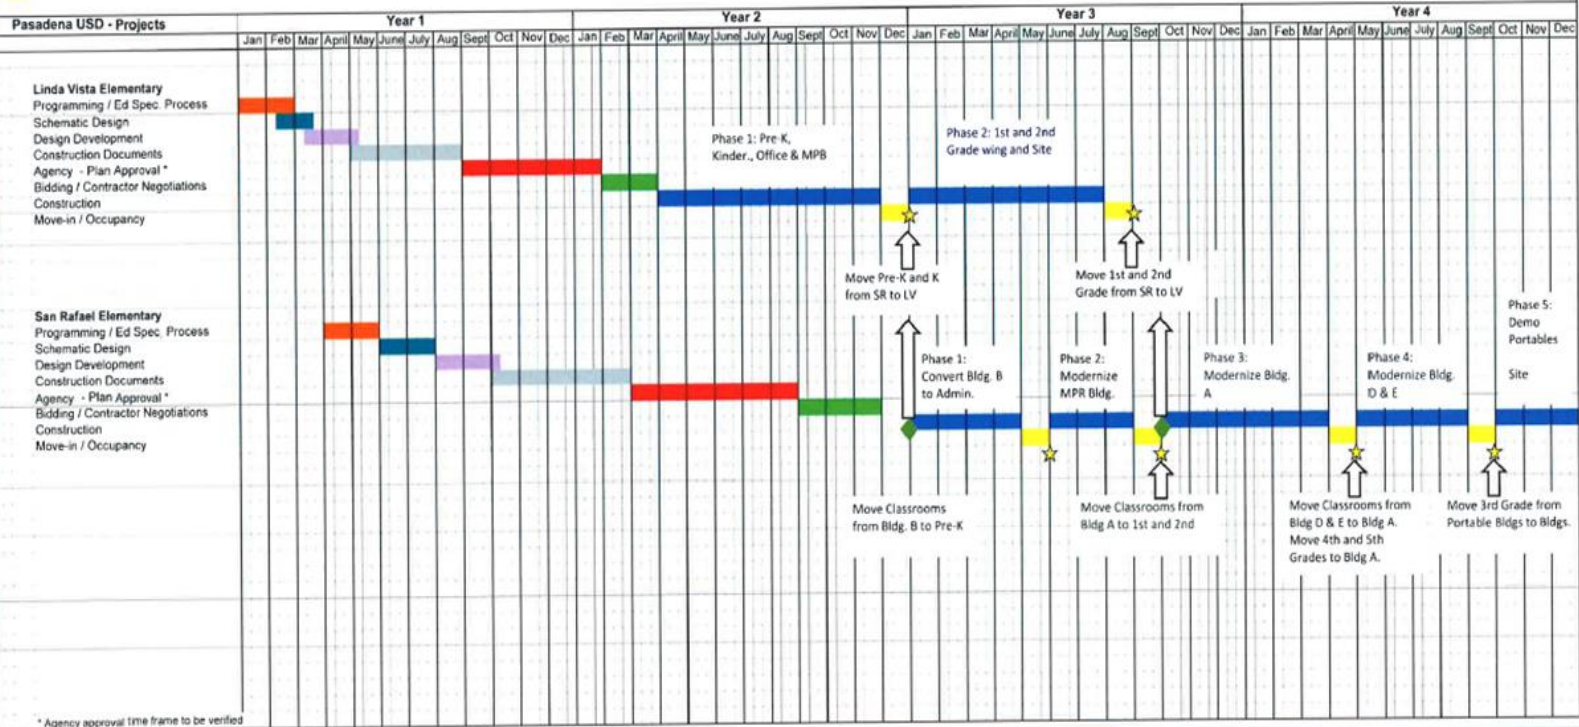 Pasadena USD - Projects
Year 1 Year 2 Year 3 Year 4
Jan Feb Mar April May June July Aug Sept Oct Nov Dec Jan Feb Mar April May June July Aug Sept Oct Nov Dec Jan Feb Mar April May June July Aug Sept Oct Nov Dec Jan Feb Mar April May June July Aug Sept Oct Nov Dec
Linda Vista Elementary
Programming / Ed Spec. Process
Schematic Design
Design Development
Construction Documents
Agency - Plan Approval *
Bidding / Contractor Negotiations
Construction
Move-in / Occupancy
Phase 1: Pre-K,
Kinder., Office & MPB
Phase 2: 1st and 2nd
Grade wing and Site
Move Pre-K and K
from SR to LV
Move 1st and 2nd
Grade from SR to LV
San Rafael Elementary
Programming / Ed Spec. Process
Schematic Design
Design Development
Construction Documents
Agency - Plan Approval *
Bidding / Contractor Negotiations
Construction
Move-in / Occupancy
Phase 1:
Convert Bldg. B
to Admin.
Phase 2:
Modernize
MPR Bldg.
Phase 3:
Modernize Bldg.
A
Phase 4:
Modernize Bldg.
D & E
Phase 5:
Demo
Portables
Site
Move Classrooms
from Bldg. B to Pre-K
Move Classrooms from
Bldg A to 1st and 2nd
Move Classrooms from
Bldg D & E to Bldg A.
Move 4th and 5th
Grades to Bldg A.
Move 3rd Grade from
Portable Bldgs to Bldgs.
* Agency approval time frame to be verified